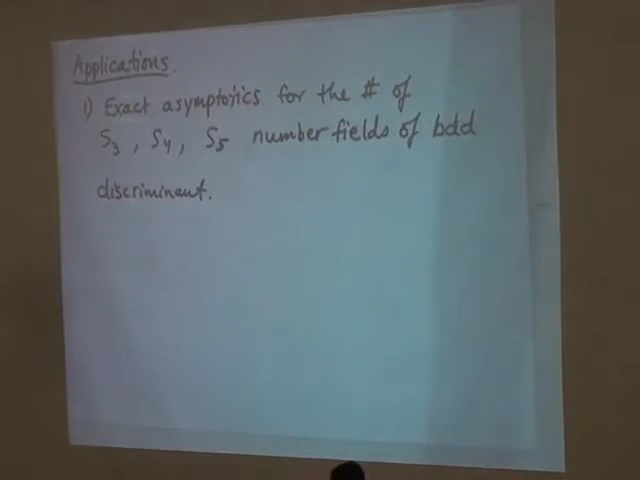 Applications.
1) Exact asymptotics for the # of
S3, S4, S5 number fields of bdd
discriminant.